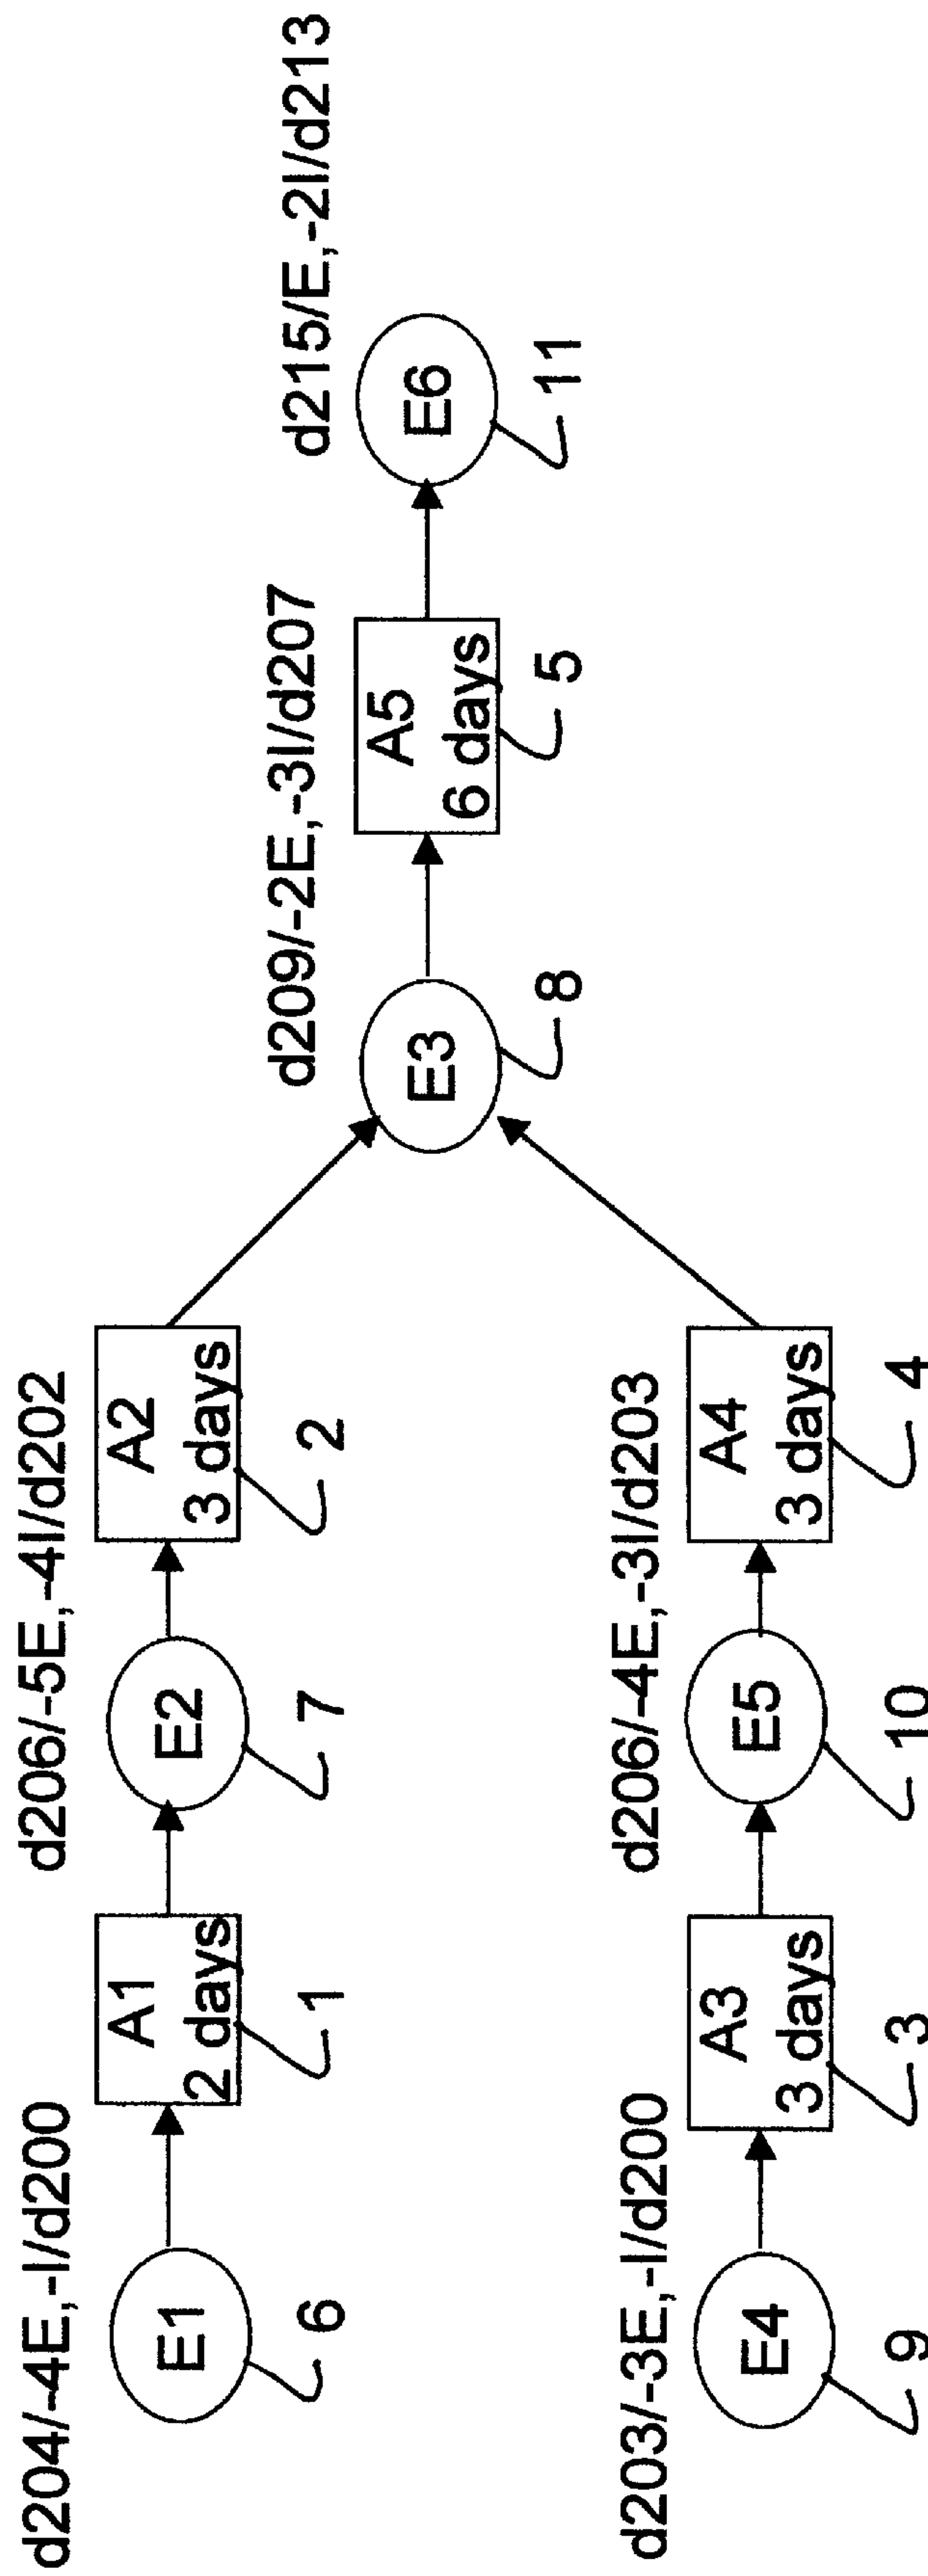 d204/-4E,-I/d200
d206/-5E,-4I/d202
E1
A1
2 days
E2
A2
3 days
6
1
7
2
d209/-2E,-3I/d207
d215/E,-2I/d213
E3
A5
6 days
E6
8
5
11
d203/-3E,-I/d200
d206/-4E,-3I/d203
E4
A3
3 days
E5
A4
3 days
9
3
10
4